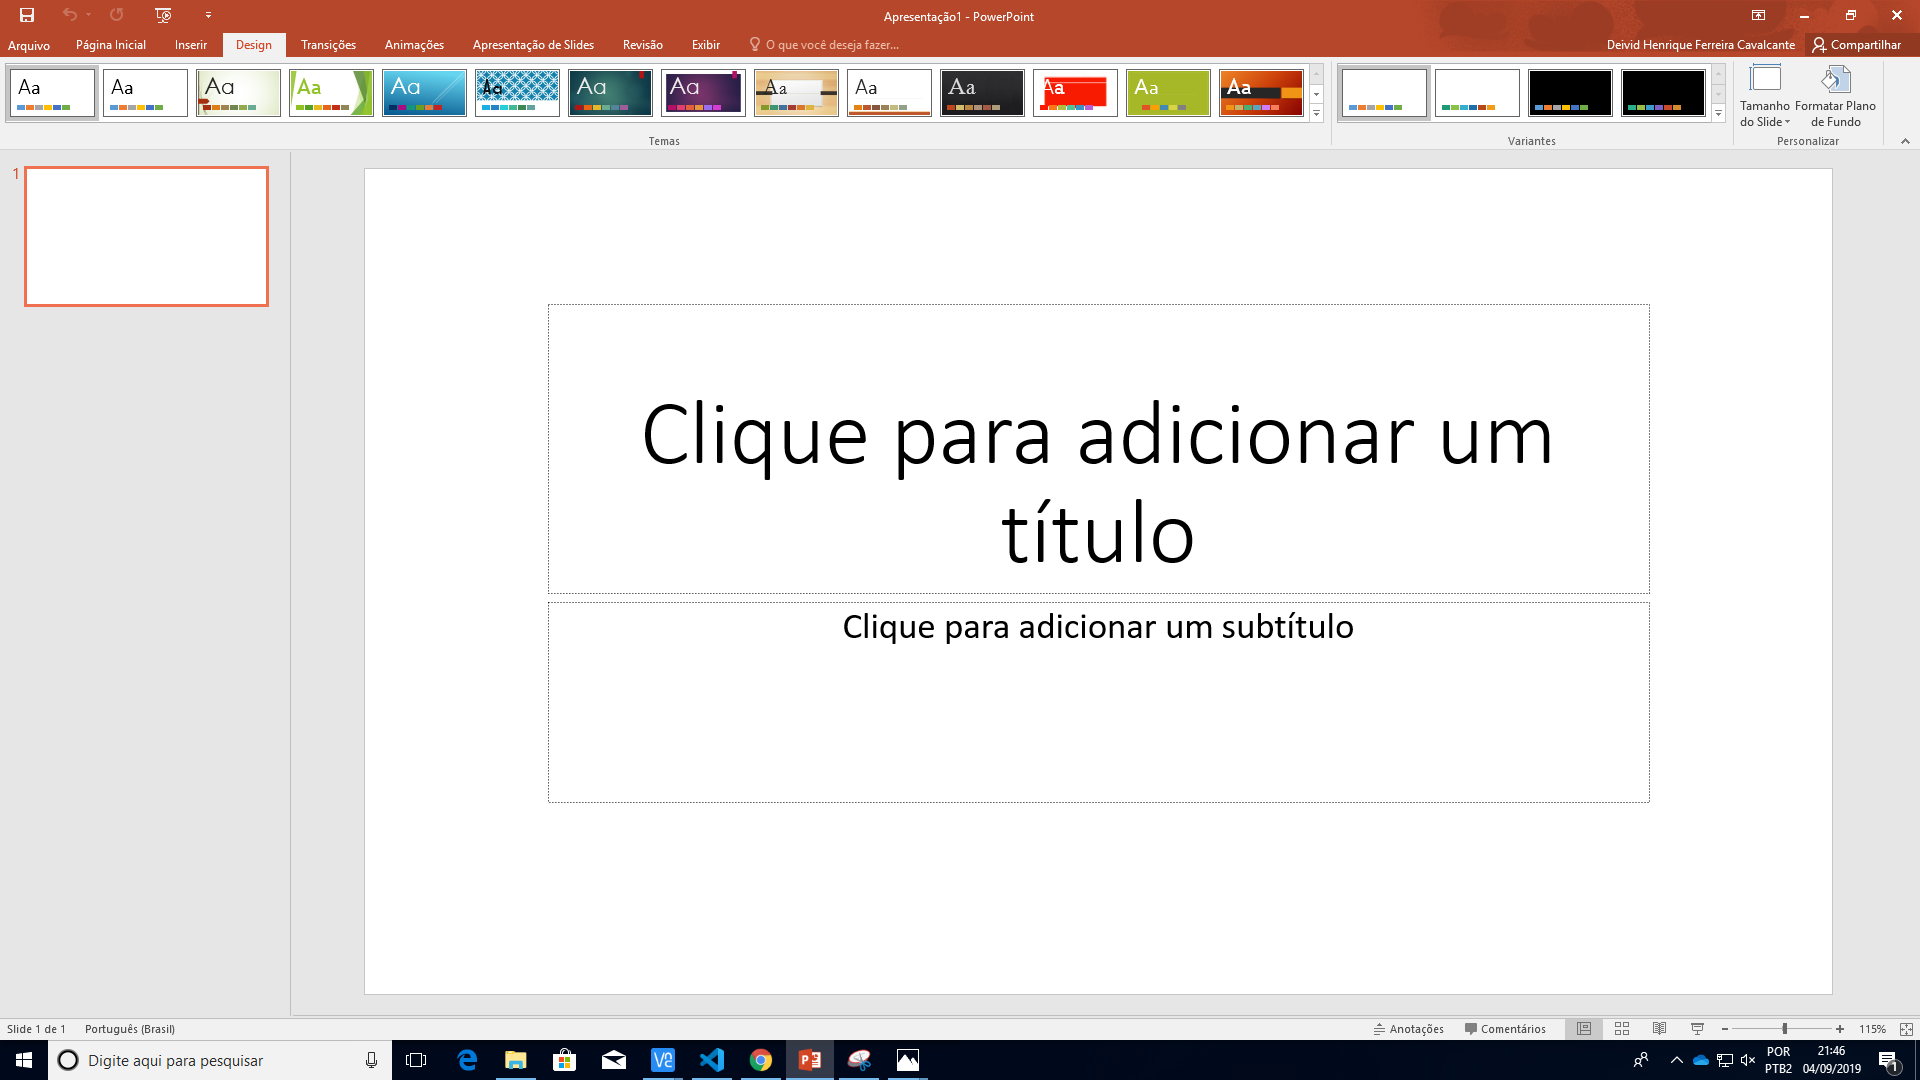 Apresentação1 - PowerPoint
Arquivo Página Inicial Inserir Design Transições Animações Apresentação de Slides Revisão Exibir O que você deseja fazer... Deivid Henrique Ferreira Cavalcante Compartilhar
Aa Aa Aa Aa Aa Aa Aa Aa Aa Aa Aa Aa Aa Aa
Tamanho do Slide
Formatar Plano de Fundo
Temas Variantes Personalizar
1
Clique para adicionar um
título
Clique para adicionar um subtítulo
Slide 1 de 1 Português (Brasil) Anotações Comentários 115%
Digite aqui para pesquisar
POR
PTB2
21:46
04/09/2019
1